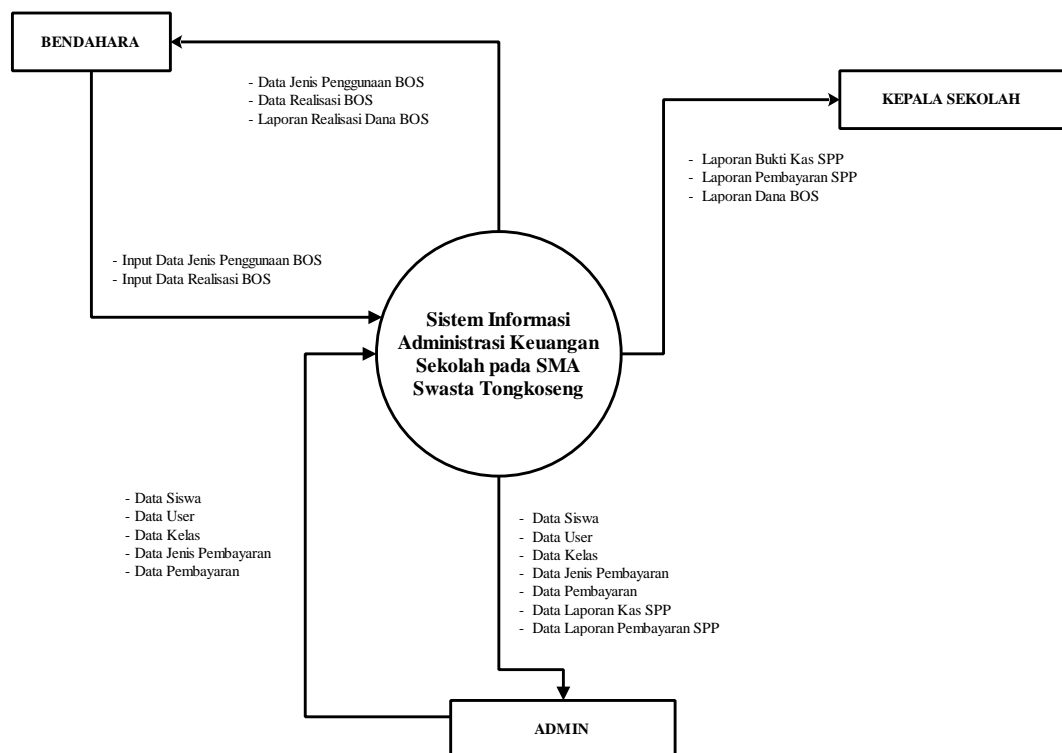 BENDAHARA
- Data Jenis Penggunaan BOS
- Data Realisasi BOS
- Laporan Realisasi Dana BOS
KEPALA SEKOLAH
- Laporan Bukti Kas SPP
- Laporan Pembayaran SPP
- Laporan Dana BOS
- Input Data Jenis Penggunaan BOS
- Input Data Realisasi BOS
Sistem Informasi
Administrasi Keuangan
Sekolah pada SMA
Swasta Tongkoseng
- Data Siswa
- Data User
- Data Kelas
- Data Jenis Pembayaran
- Data Pembayaran
- Data Siswa
- Data User
- Data Kelas
- Data Jenis Pembayaran
- Data Pembayaran
- Data Laporan Kas SPP
- Data Laporan Pembayaran SPP
ADMIN